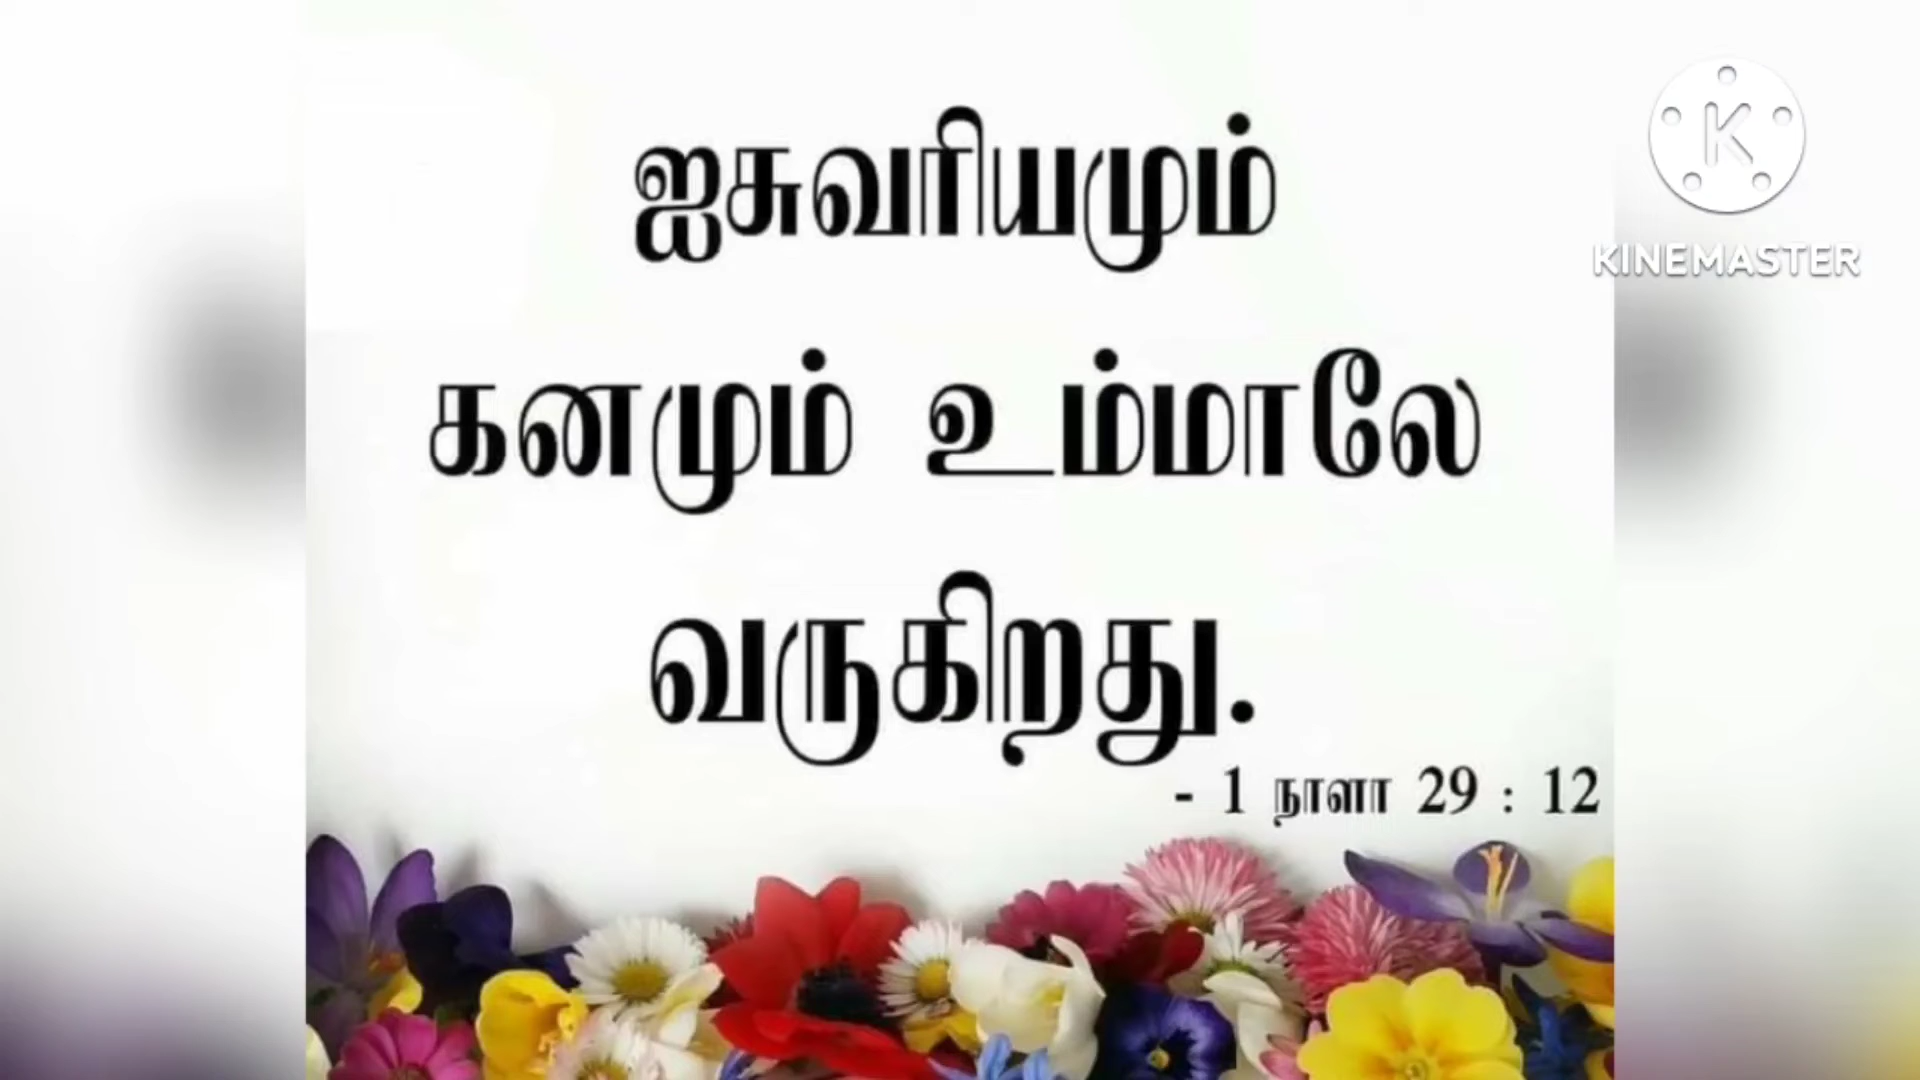 ஐசுவரியமும்
கனமும் உம்மாலே
வருகிறது.
- 1 நாளா 29 : 12
K
KINEMASTER